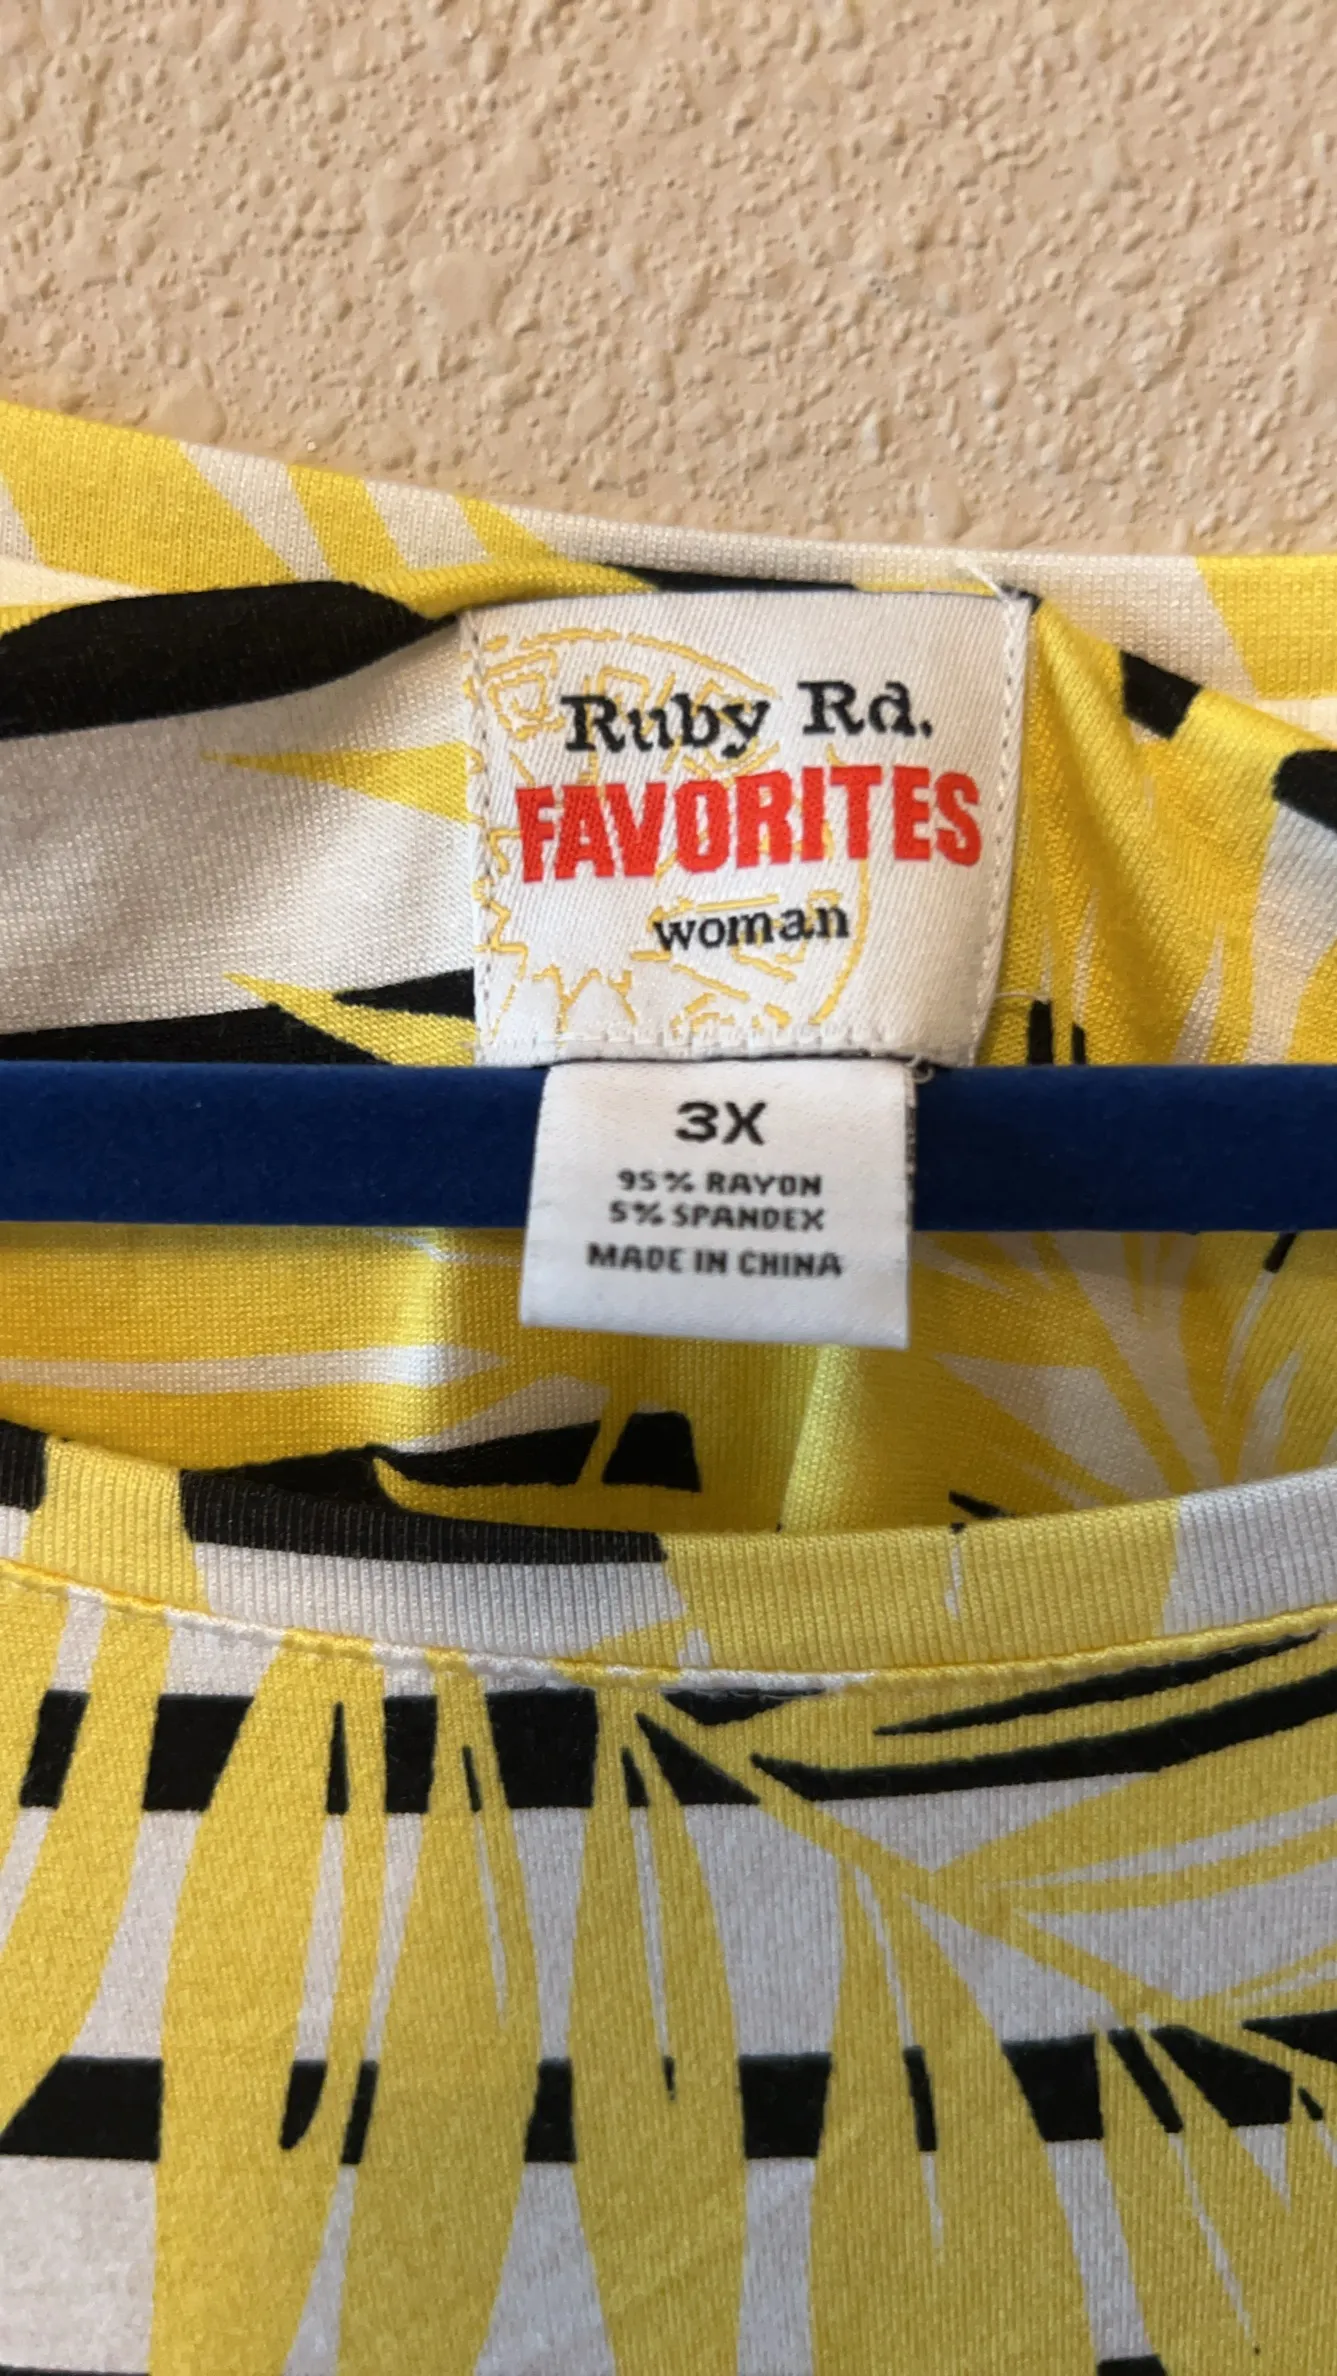 Ruby Rd.
FAVORITES
woman
3X
95% RAYON
5% SPANDEX
MADE IN CHINA